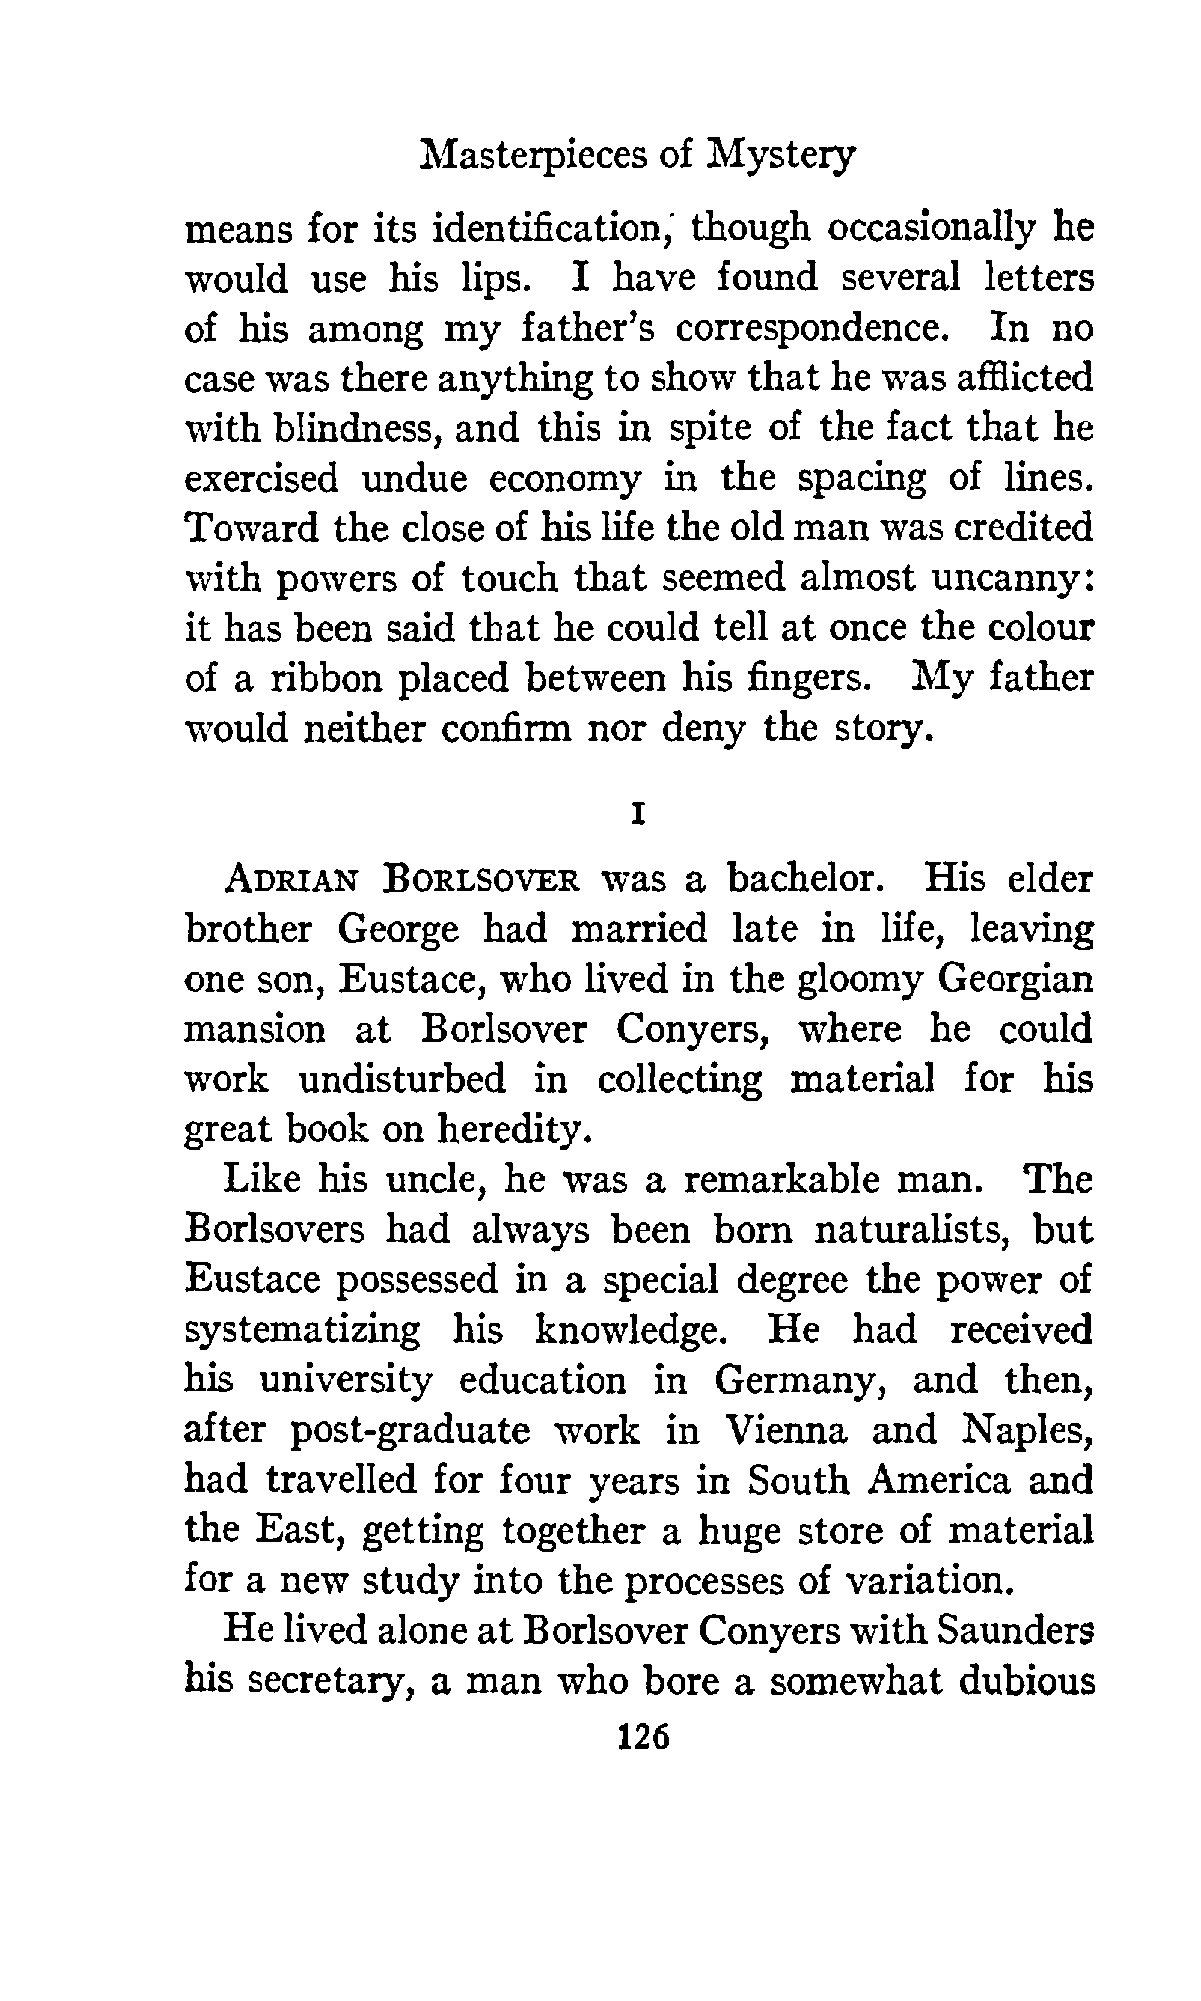 Masterpieces of Mystery
means for its identification, though occasionally he
would use his lips. I have found several letters
of his among my father's correspondence. In no
case was there anything to show that he was afflicted
with blindness, and this in spite of the fact that he
exercised undue economy in the spacing of lines.
Toward the close of his life the old man was credited
with powers of touch that seemed almost uncanny:
it has been said that he could tell at once the colour
of a ribbon placed between his fingers. My father
would neither confirm nor deny the story.
I
ADRIAN BORLSOVER was a bachelor. His elder
brother George had married late in life, leaving
one son, Eustace, who lived in the gloomy Georgian
mansion at Borlsover Conyers, where he could
work undisturbed in collecting material for his
great book on heredity.
Like his uncle, he was a remarkable man. The
Borlsovers had always been born naturalists, but
Eustace possessed in a special degree the power of
systematizing his knowledge. He had received
his university education in Germany, and then,
after post-graduate work in Vienna and Naples,
had travelled for four years in South America and
the East, getting together a huge store of material
for a new study into the processes of variation.
He lived alone at Borlsover Conyers with Saunders
his secretary, a man who bore a somewhat dubious
126